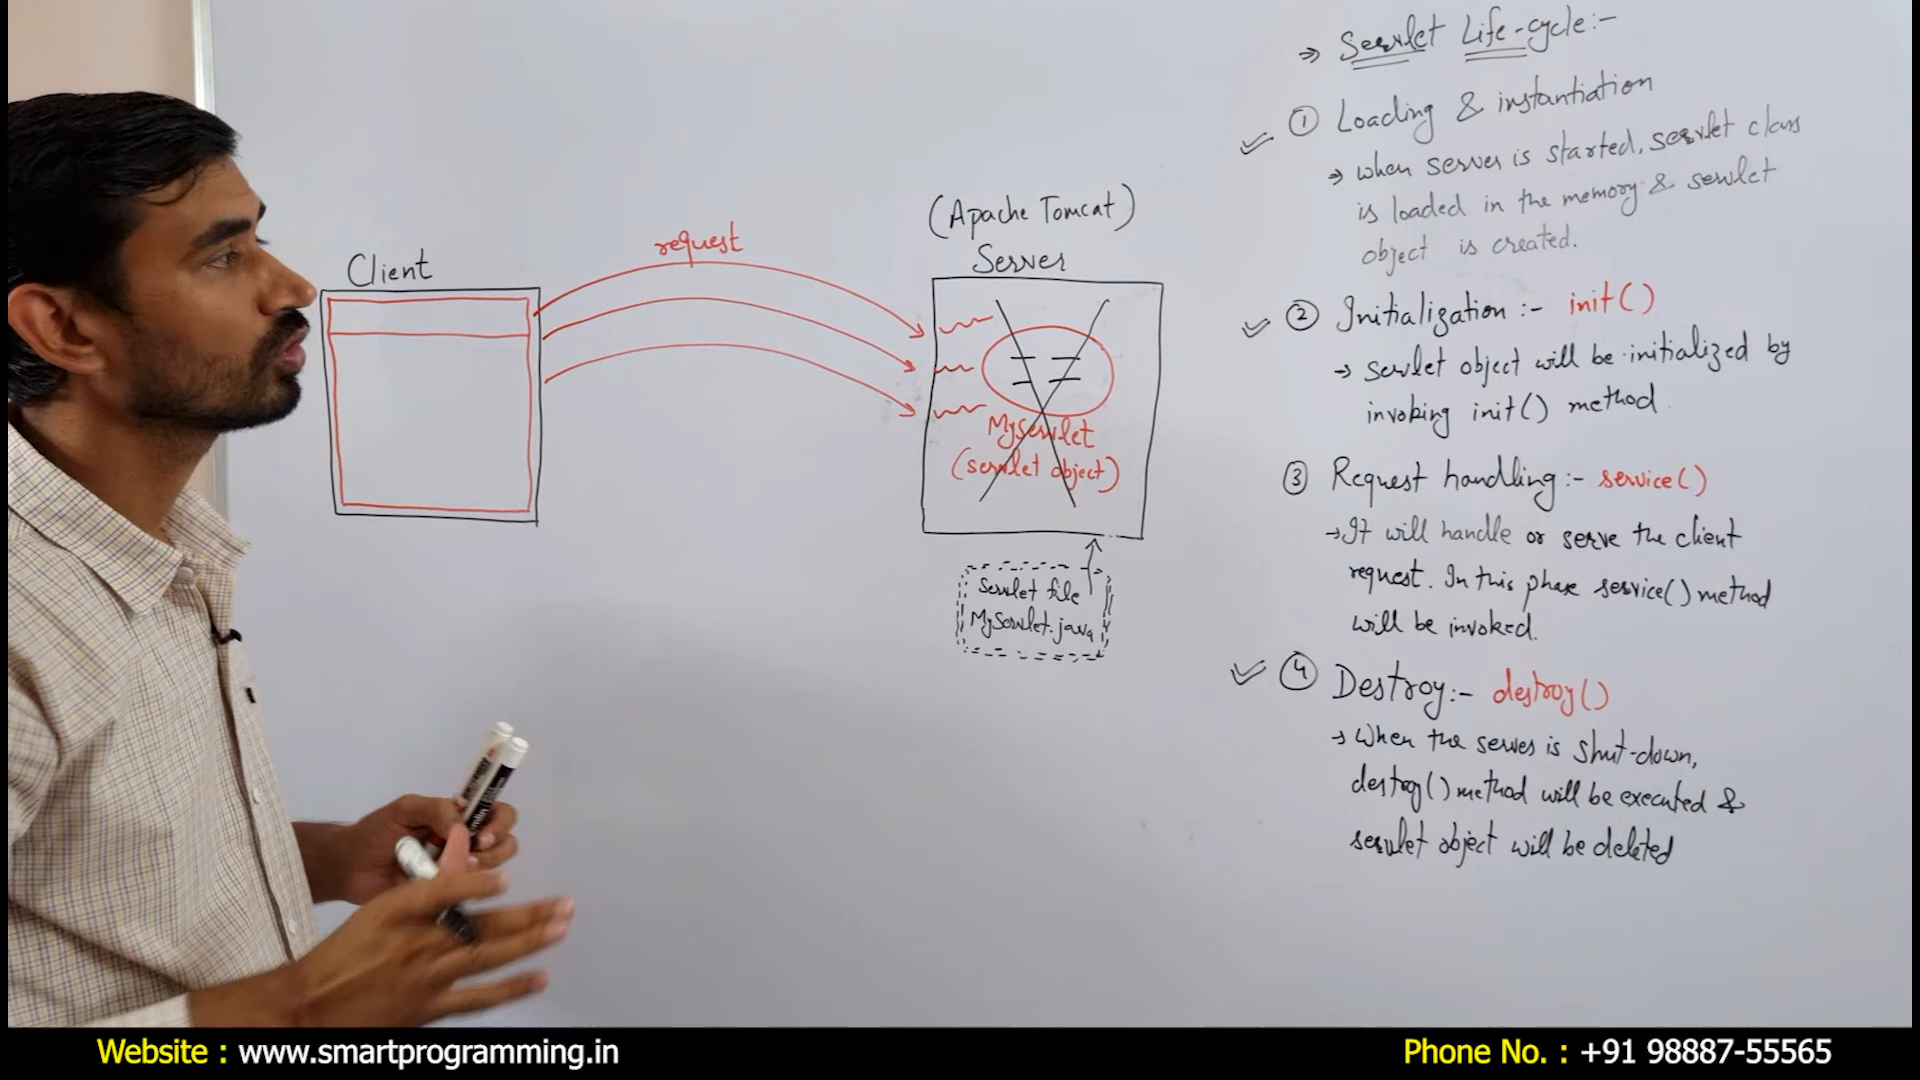 ⇒ Servlet Life-cycle:-
① Loading & instantiation
→ When server is started, servlet class
is loaded in the memory & servlet
object is created.
② Initialization :- init()
→ Servlet object will be initialized by
invoking init() method.
③ Request handling :- service()
→ It will handle or serve the client
request. In this phase service() method
will be invoked.
④ Destroy :- destroy()
→ When the server is shut-down,
destroy() method will be executed &
servlet object will be deleted
Client
request
(Apache Tomcat)
Server
MyServlet
(servlet object)
Servlet file
MyServlet.java
Website : www.smartprogramming.in
Phone No. : +91 98887-55565